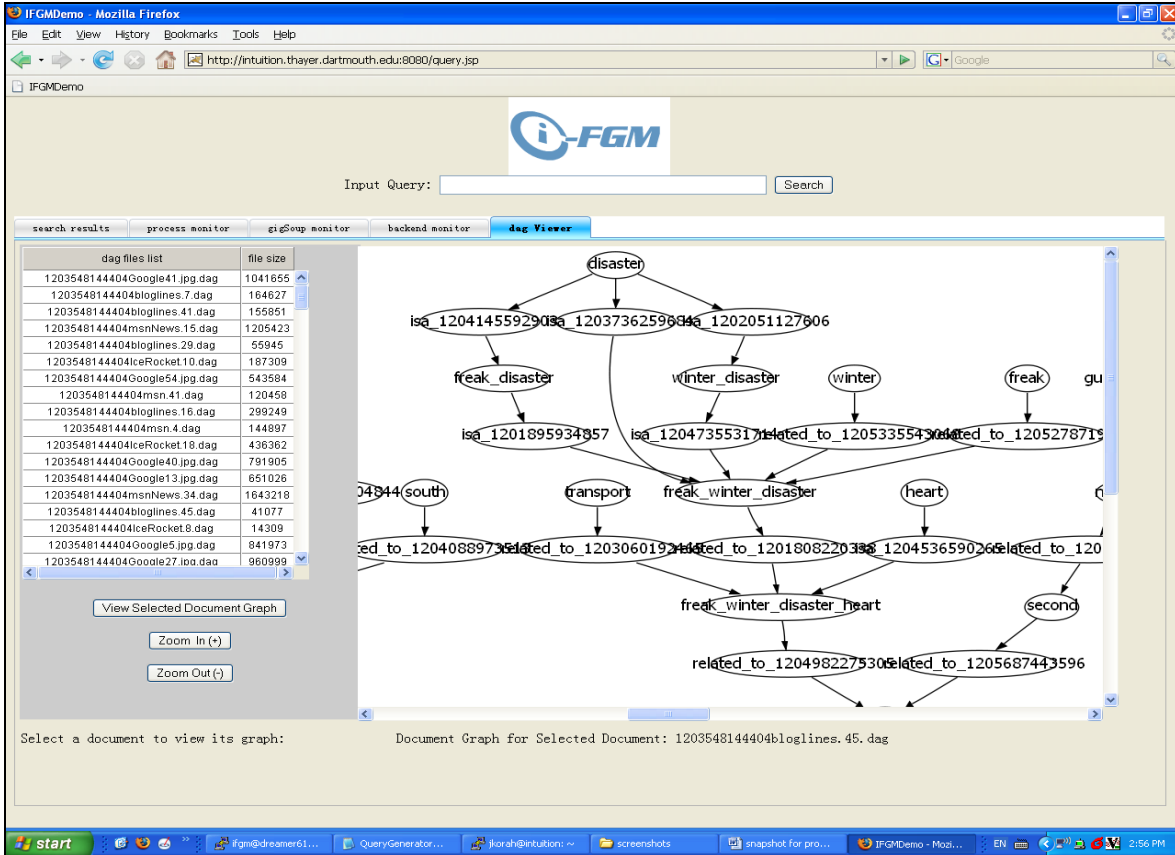 IFGMDemo - Mozilla Firefox
File Edit View History Bookmarks Tools Help
http://intuition.thayer.dartmouth.edu:8080/query.jsp
Google
IFGMDemo
i-FGM
Input Query: Search
search results process monitor gigSoup monitor backend monitor dag Viewer
dag files list file size
1203548144404Google41.jpg.dag 1041655
1203548144404bloglines.7.dag 164627
1203548144404bloglines.41.dag 155851
1203548144404msnNews.15.dag 1205423
1203548144404bloglines.29.dag 55945
1203548144404IceRocket.10.dag 187309
1203548144404Google54.jpg.dag 543584
1203548144404msn.41.dag 120458
1203548144404bloglines.16.dag 299249
1203548144404msn.4.dag 144897
1203548144404IceRocket.18.dag 436362
1203548144404Google40.jpg.dag 791905
1203548144404Google13.jpg.dag 651026
1203548144404msnNews.34.dag 1643218
1203548144404bloglines.45.dag 41077
1203548144404IceRocket.8.dag 14309
1203548144404Google5.jpg.dag 841973
1203548144404Google27.jpg.dag 960999
View Selected Document Graph
Zoom In (+)
Zoom Out (-)
disaster
isa_1202051127606
freak_disaster winter_disaster winter freak gu
isa_1201895934857
freak_winter_disaster
04844 south transport heart
freak_winter_disaster_heart second
related_to_1204982275305 related_to_1205687443596
Select a document to view its graph: Document Graph for Selected Document: 1203548144404bloglines.45.dag
start ifgm@dreamer61... QueryGenerator... jkorah@intuition: ~ screenshots snapshot for pro... IFGMDemo - Mozi... EN 2:56 PM